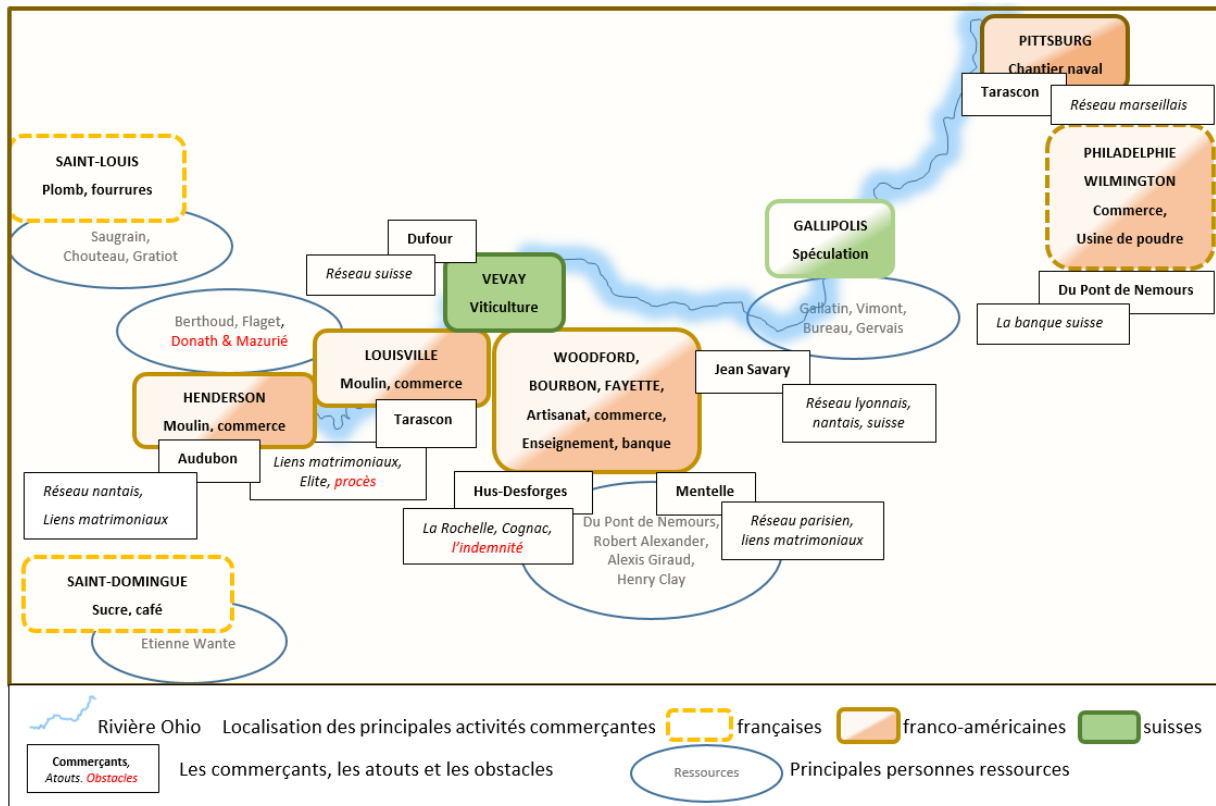 PITTSBURG
Chantier naval
Tarascon
Réseau marseillais
SAINT-LOUIS
Plomb, fourrures
Saugrain,
Chouteau, Gratiot
PHILADELPHIE
WILMINGTON
Commerce,
Usine de poudre
Du Pont de Nemours
La banque suisse
GALLIPOLIS
Spéculation
Gallatin, Vimont,
Bureau, Gervais
Dufour
Réseau suisse
VEVAY
Viticulture
Berthoud, Flaget,
Donath & Mazurié
LOUISVILLE
Moulin, commerce
Tarascon
Liens matrimoniaux,
Elite, procès
HENDERSON
Moulin, commerce
Audubon
Réseau nantais,
Liens matrimoniaux
WOODFORD,
BOURBON, FAYETTE,
Artisanat, commerce,
Enseignement, banque
Jean Savary
Réseau lyonnais,
nantais, suisse
Hus-Desforges
La Rochelle, Cognac,
l'indemnité
Mentelle
Réseau parisien,
liens matrimoniaux
Du Pont de Nemours,
Robert Alexander,
Alexis Giraud,
Henry Clay
SAINT-DOMINGUE
Sucre, café
Etienne Wante
Rivière Ohio Localisation des principales activités commerçantes françaises franco-américaines suisses
Commerçants,
Atouts. Obstacles
Les commerçants, les atouts et les obstacles
Ressources
Principales personnes ressources